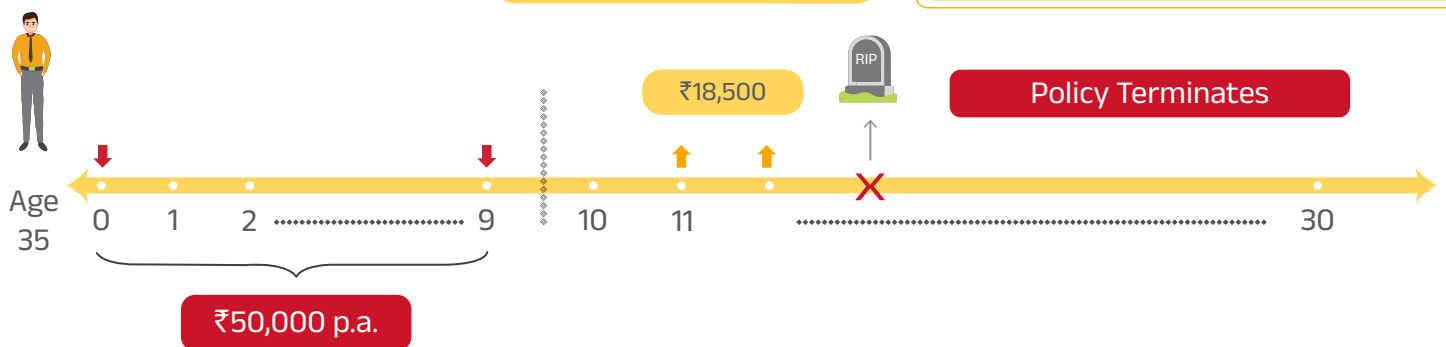 RIP
₹18,500
Policy Terminates
Age
35
0 1 2 9 10 11 30
₹50,000 p.a.